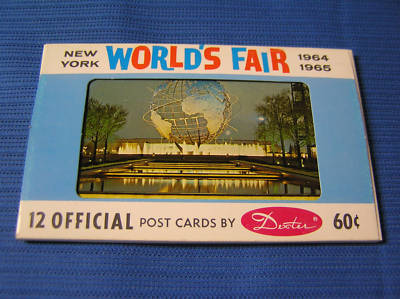 NEW YORK WORLD'S FAIR 1964 1965
12 OFFICIAL POST CARDS BY Dexter ® 60¢